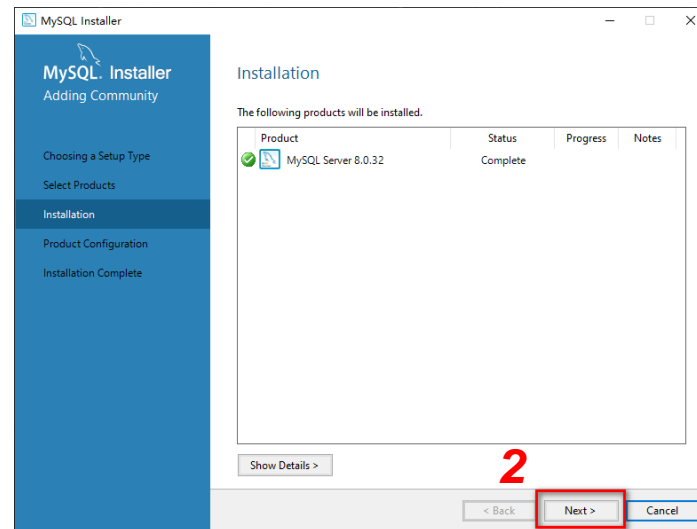 MySQL Installer
MySQL. Installer
Adding Community
Choosing a Setup Type
Select Products
Installation
Product Configuration
Installation Complete
Installation
The following products will be installed.
Product Status Progress Notes
MySQL Server 8.0.32 Complete
Show Details >
2
< Back Next > Cancel